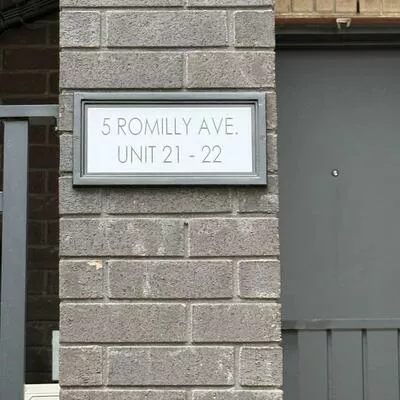 5 ROMILLY AVE.
UNIT 21 - 22